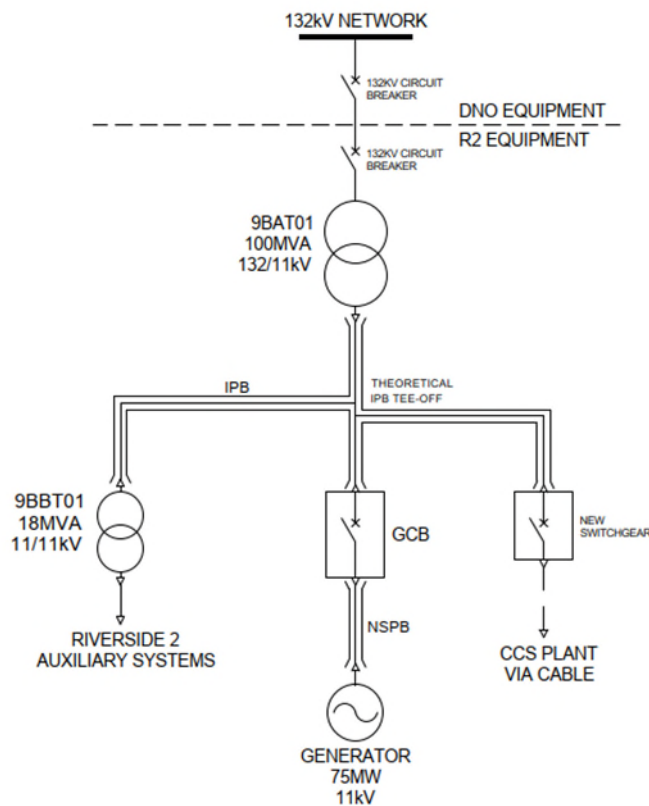 132kV NETWORK
132KV CIRCUIT
BREAKER
DNO EQUIPMENT
R2 EQUIPMENT
132KV CIRCUIT
BREAKER
9BAT01
100MVA
132/11kV
IPB
THEORETICAL
IPB TEE-OFF
9BBT01
18MVA
11/11kV
GCB
NEW
SWITCHGEAR
NSPB
RIVERSIDE 2
AUXILIARY SYSTEMS
CCS PLANT
VIA CABLE
GENERATOR
75MW
11kV